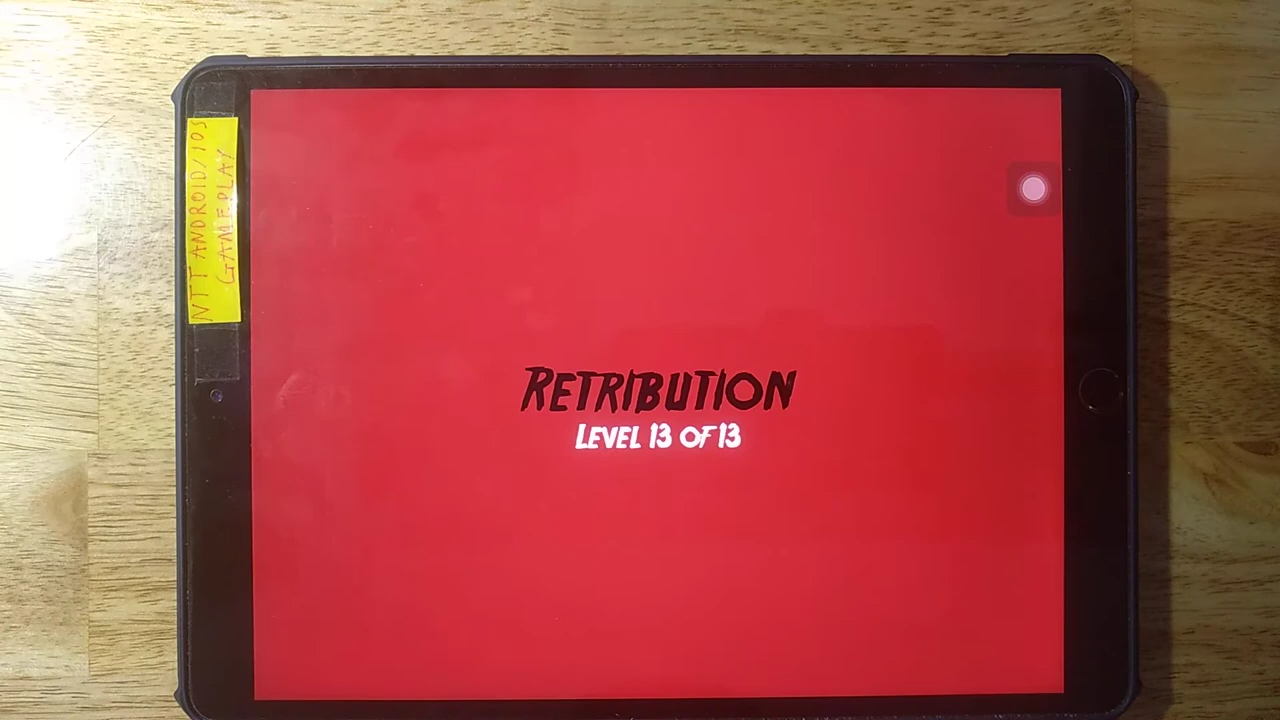 NTT ANDROID/IOS
GAMEPLAY
RETRIBUTION
LEVEL 13 OF 13